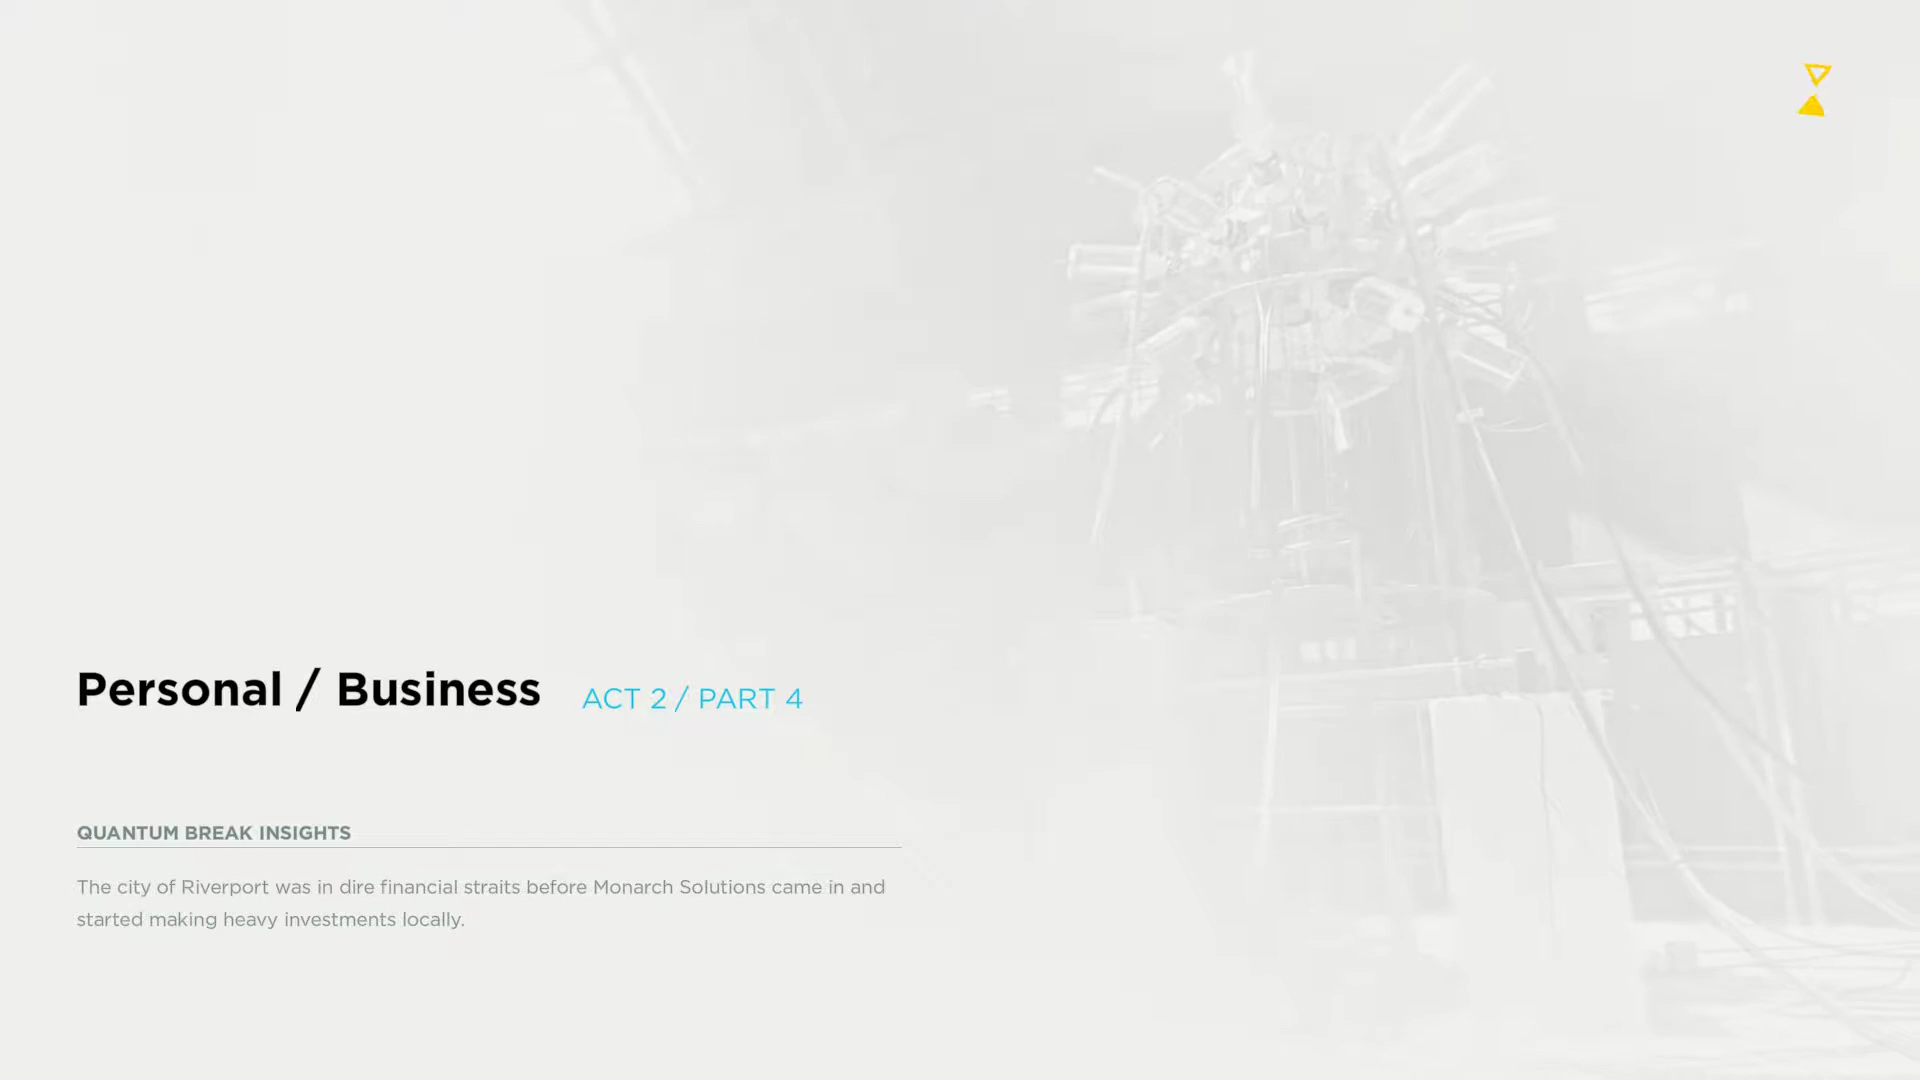 Personal / Business ACT 2 / PART 4
QUANTUM BREAK INSIGHTS
The city of Riverport was in dire financial straits before Monarch Solutions came in and
started making heavy investments locally.